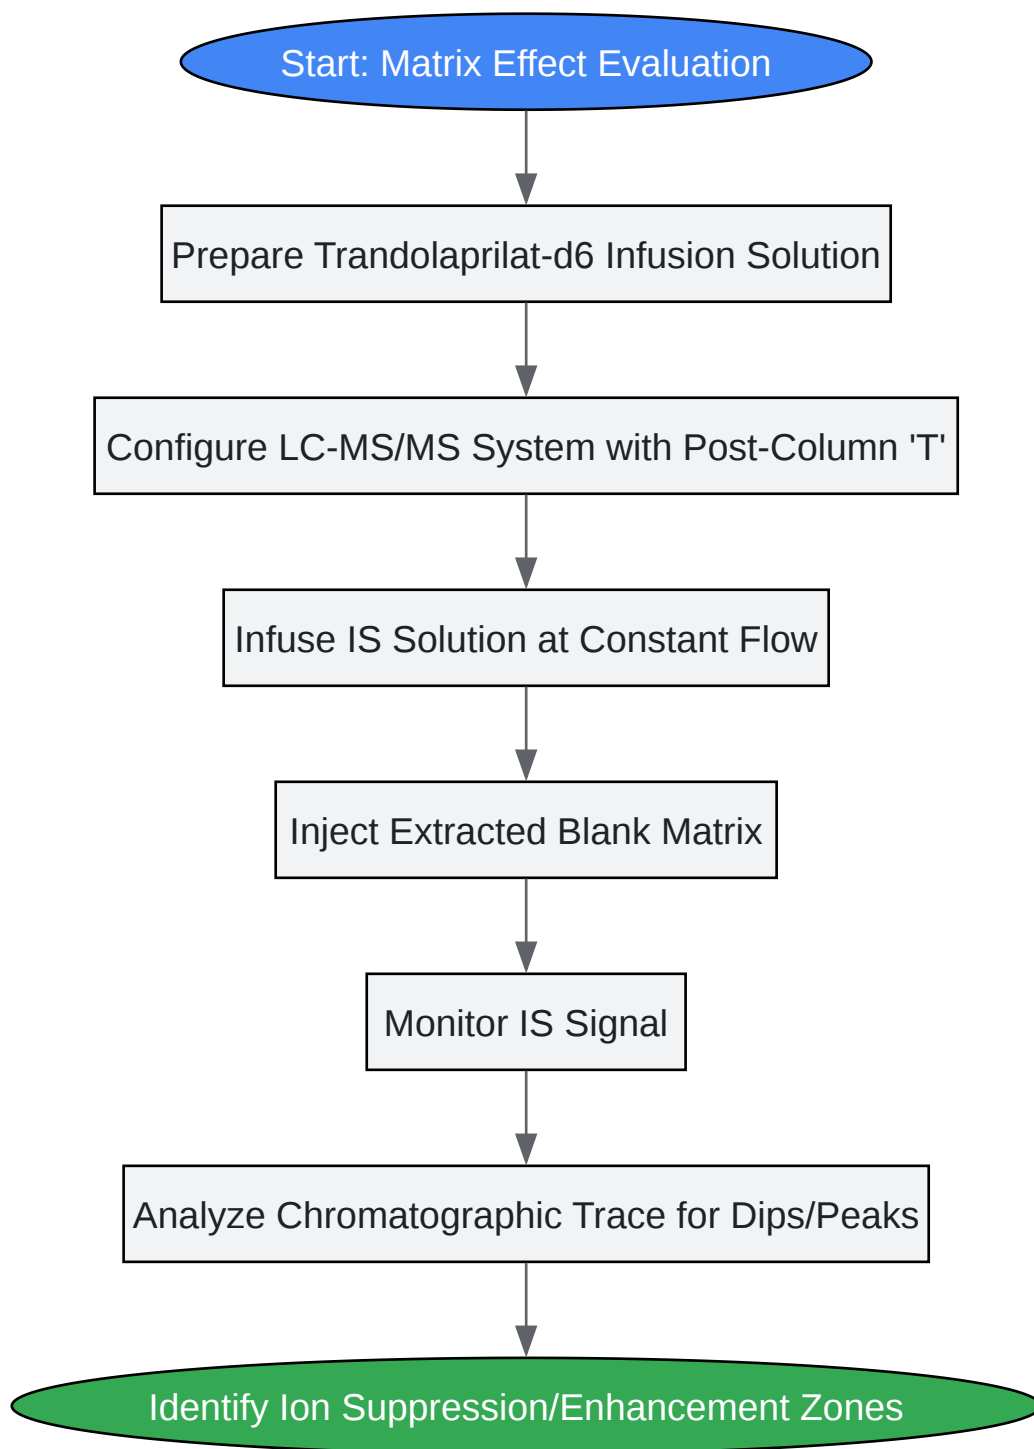 Start: Matrix Effect Evaluation
Prepare Trandolaprilat-d6 Infusion Solution
Configure LC-MS/MS System with Post-Column 'T'
Infuse IS Solution at Constant Flow
Inject Extracted Blank Matrix
Monitor IS Signal
Analyze Chromatographic Trace for Dips/Peaks
Identify Ion Suppression/Enhancement Zones